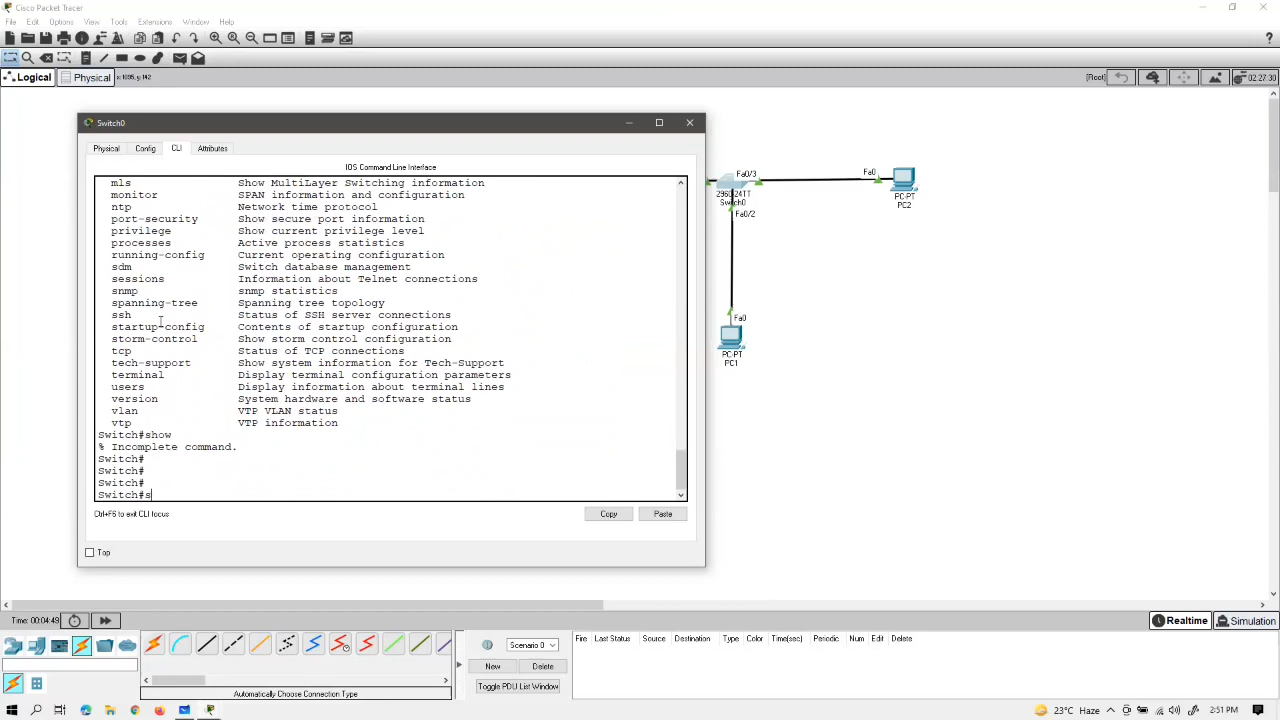 Cisco Packet Tracer
File Edit Options View Tools Extensions Window Help
Logical Physical x:1095, y:142 [Root] 02:27:30
Switch0
Physical Config CLI Attributes
IOS Command Line Interface
mls Show MultiLayer Switching information
monitor SPAN information and configuration
ntp Network time protocol
port-security Show secure port information
privilege Show current privilege level
processes Active process statistics
running-config Current operating configuration
sdm Switch database management
sessions Information about Telnet connections
snmp snmp statistics
spanning-tree Spanning tree topology
ssh Status of SSH server connections
startup-config Contents of startup configuration
storm-control Show storm control configuration
tcp Status of TCP connections
tech-support Show system information for Tech-Support
terminal Display terminal configuration parameters
users Display information about terminal lines
version System hardware and software status
vlan VTP VLAN status
vtp VTP information
Switch#show
% Incomplete command.
Switch#
Switch#
Switch#
Switch#s
Ctrl+F6 to exit CLI focus
Copy Paste
Top
Fa0/3
Switch0
Fa0/2
Fa0
PC-PT
PC2
Fa0
PC-PT
PC1
Time: 00:04:49
Realtime Simulation
Scenario 0
New Delete
Toggle PDU List Window
Fire Last Status Source Destination Type Color Time(sec) Periodic Num Edit Delete
Automatically Choose Connection Type
23°C Haze 2:51 PM